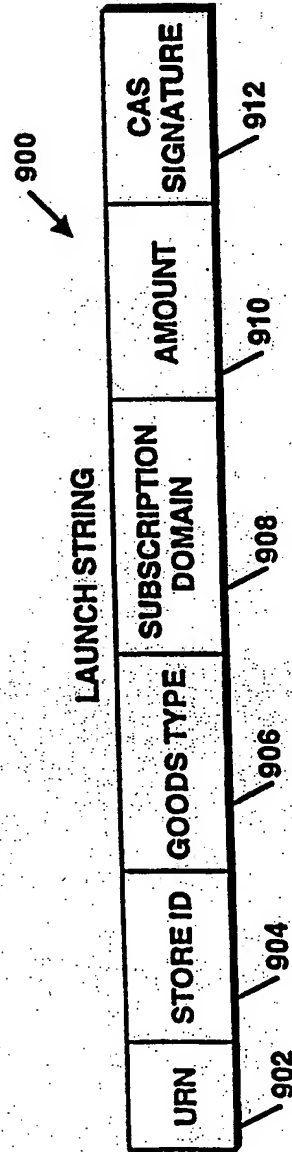 900
LAUNCH STRING
URN
STORE ID
GOODS TYPE
SUBSCRIPTION
DOMAIN
AMOUNT
CAS
SIGNATURE
902
904
906
908
910
912